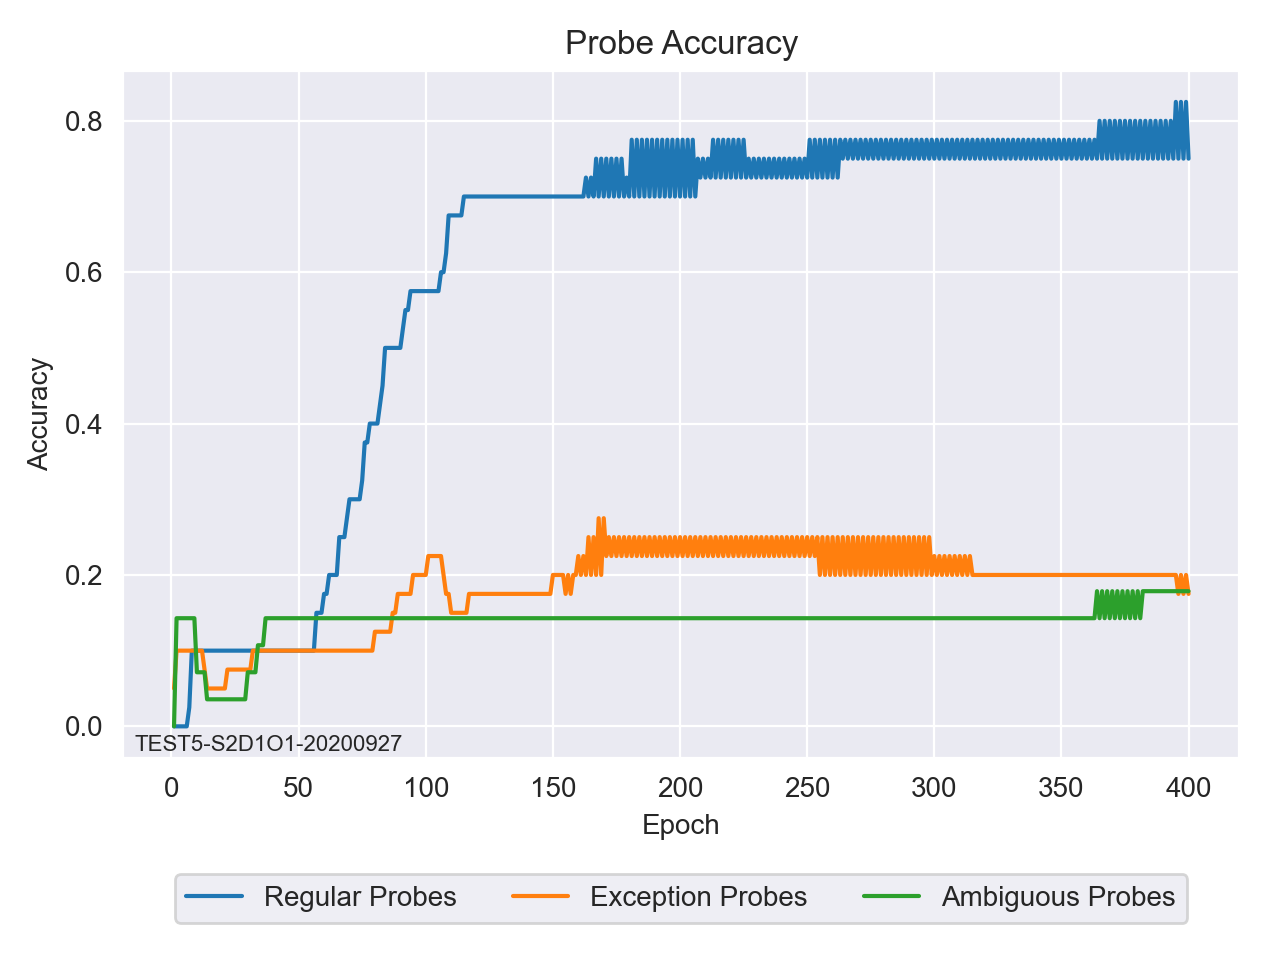 Probe Accuracy
Accuracy
0.8
0.6
0.4
0.2
0.0
TEST5-S2D1O1-20200927
0 50 100 150 200 250 300 350 400
Epoch
Regular Probes Exception Probes Ambiguous Probes